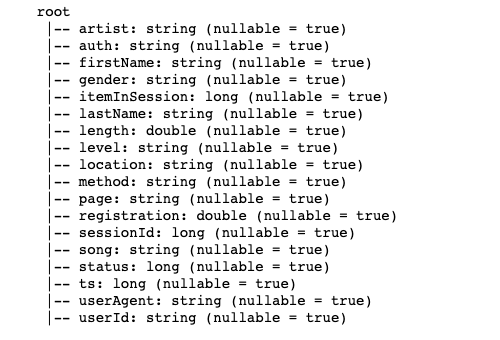 root
|-- artist: string (nullable = true)
|-- auth: string (nullable = true)
|-- firstName: string (nullable = true)
|-- gender: string (nullable = true)
|-- itemInSession: long (nullable = true)
|-- lastName: string (nullable = true)
|-- length: double (nullable = true)
|-- level: string (nullable = true)
|-- location: string (nullable = true)
|-- method: string (nullable = true)
|-- page: string (nullable = true)
|-- registration: double (nullable = true)
|-- sessionId: long (nullable = true)
|-- song: string (nullable = true)
|-- status: long (nullable = true)
|-- ts: long (nullable = true)
|-- userAgent: string (nullable = true)
|-- userId: string (nullable = true)